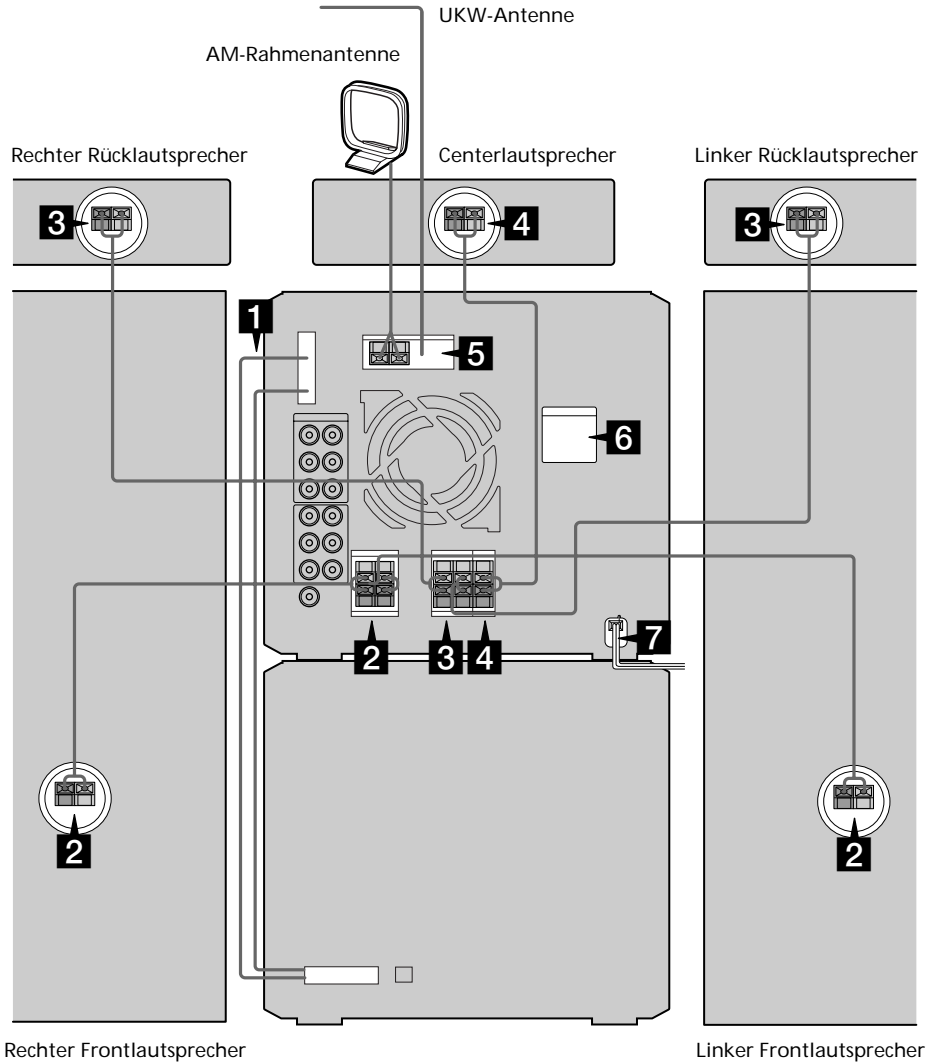 UKW-Antenne
AM-Rahmenantenne
Rechter Rücklautsprecher
Centerlautsprecher
Linker Rücklautsprecher
3
4
3
1
5
6
2
3
4
7
2
2
Rechter Frontlautsprecher
Linker Frontlautsprecher